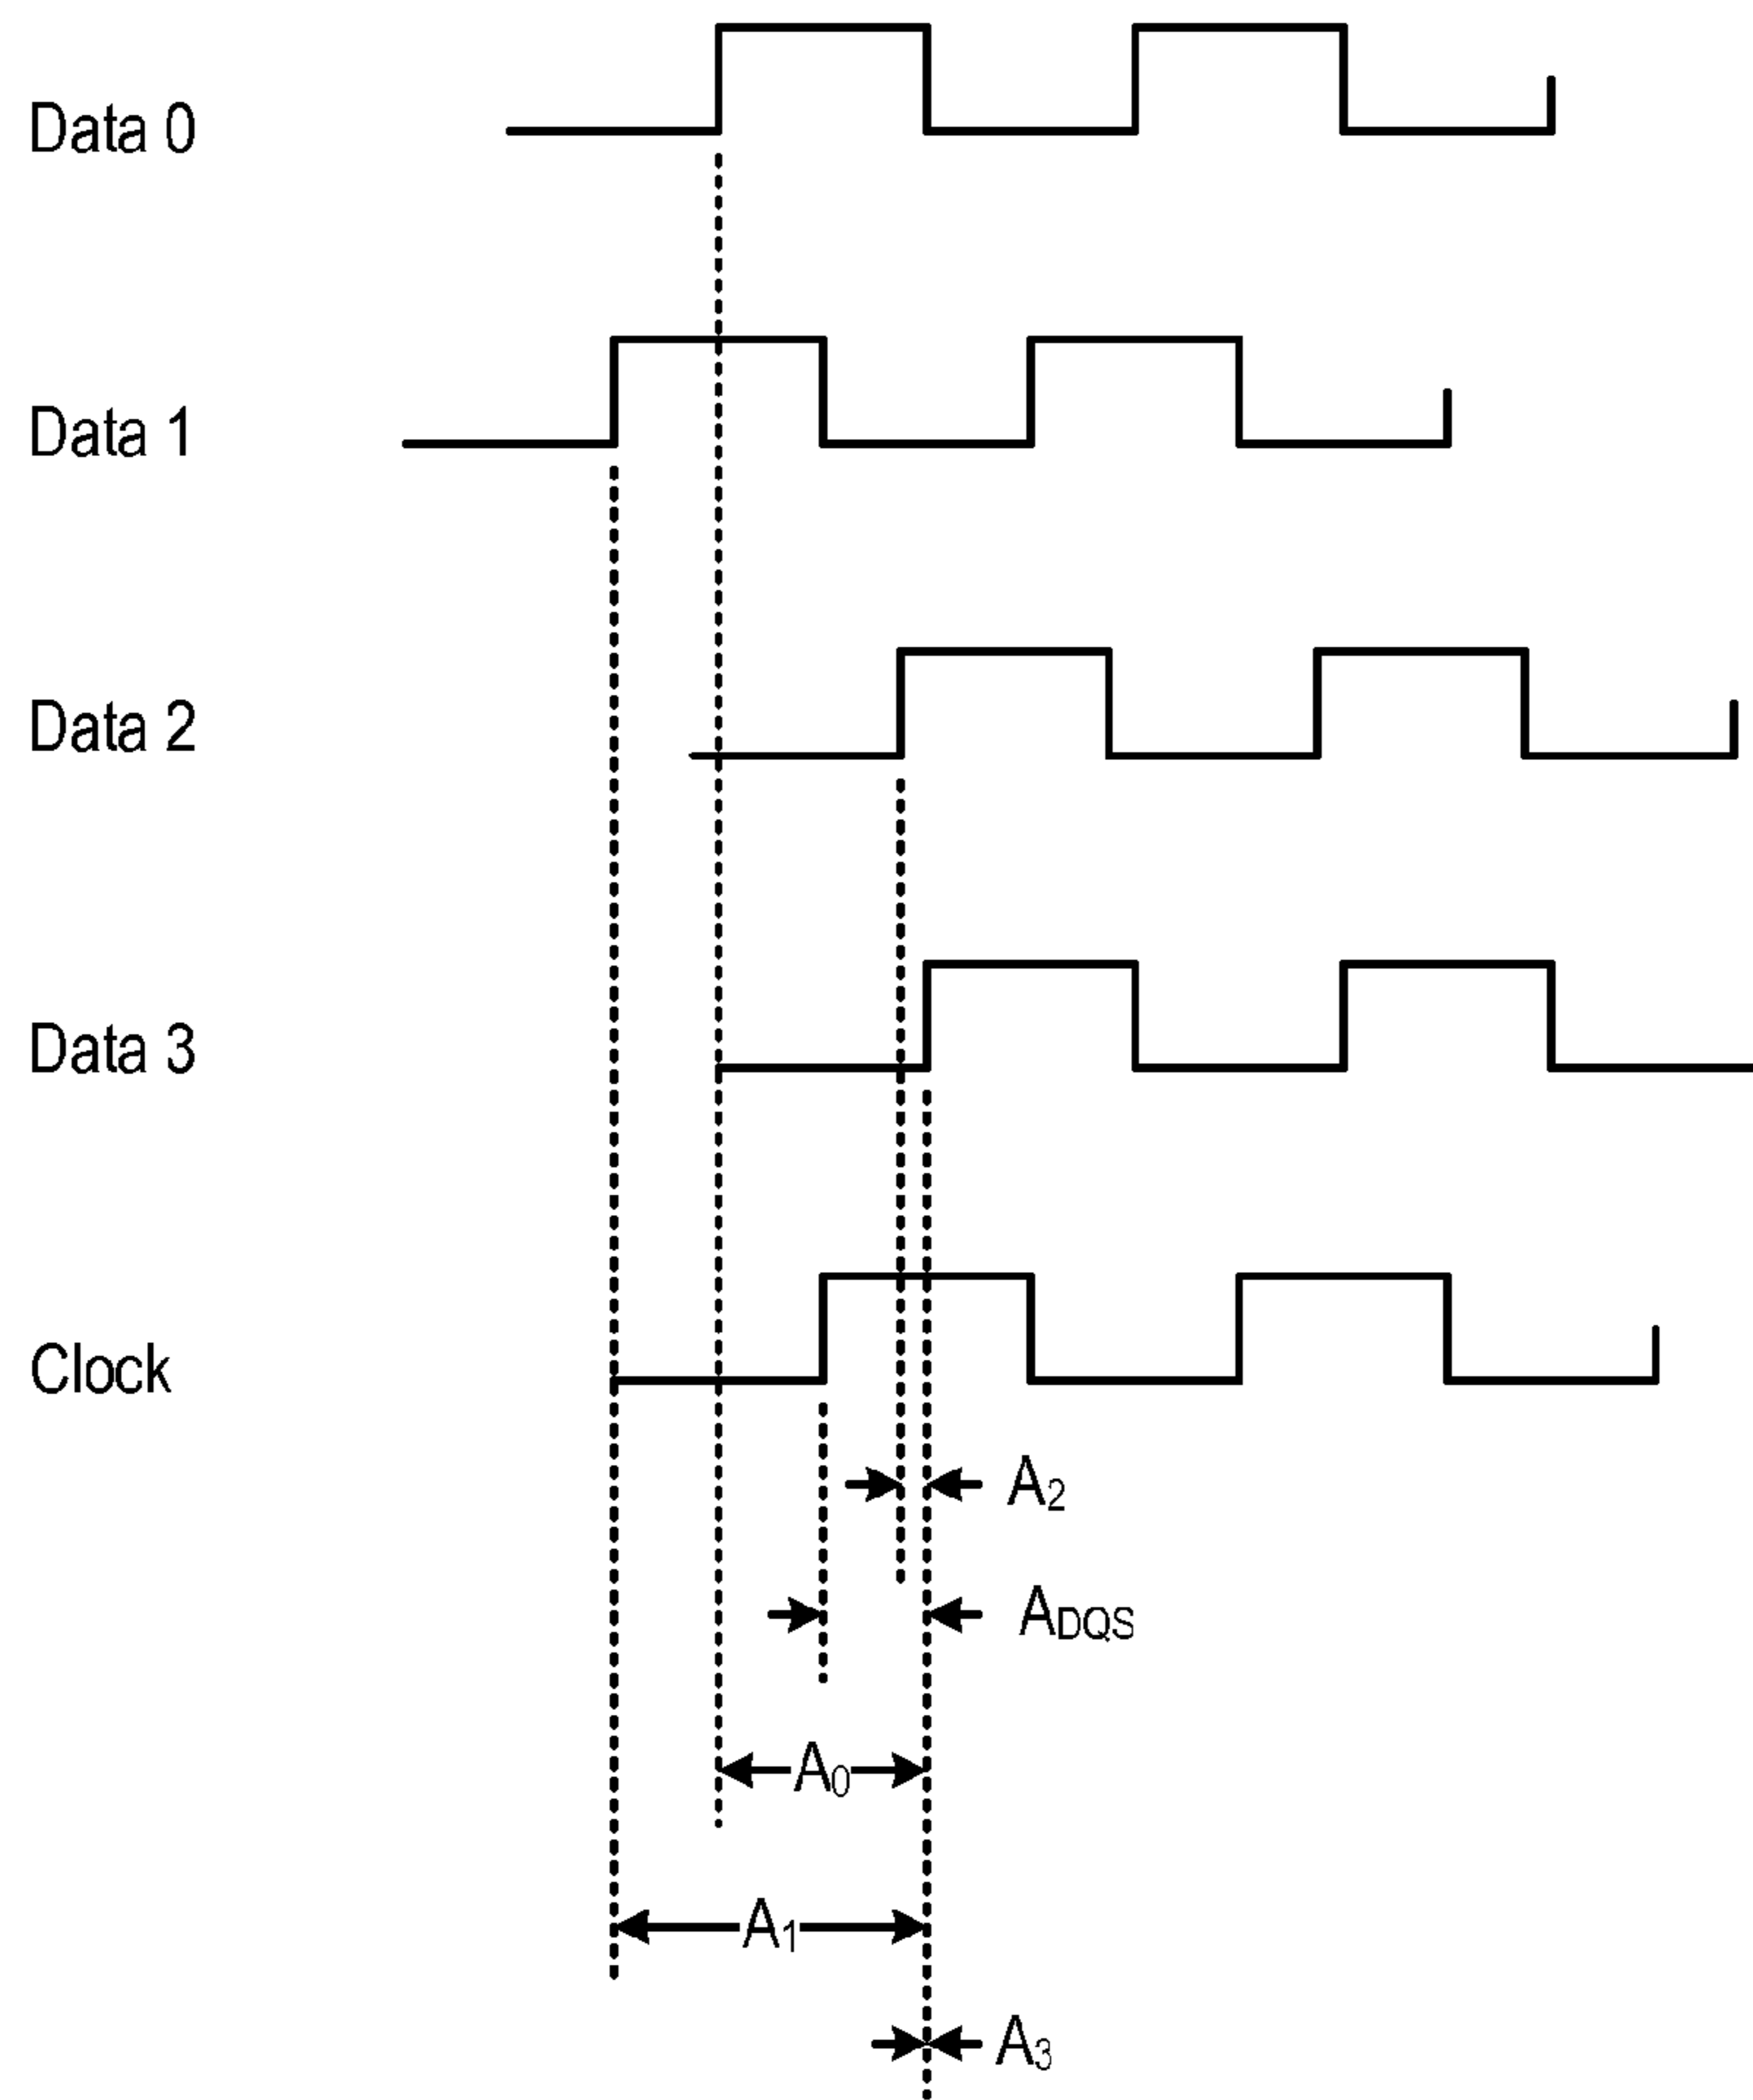 Data 0
Data 1
Data 2
Data 3
Clock
A2
ADQS
A0
A1
A3